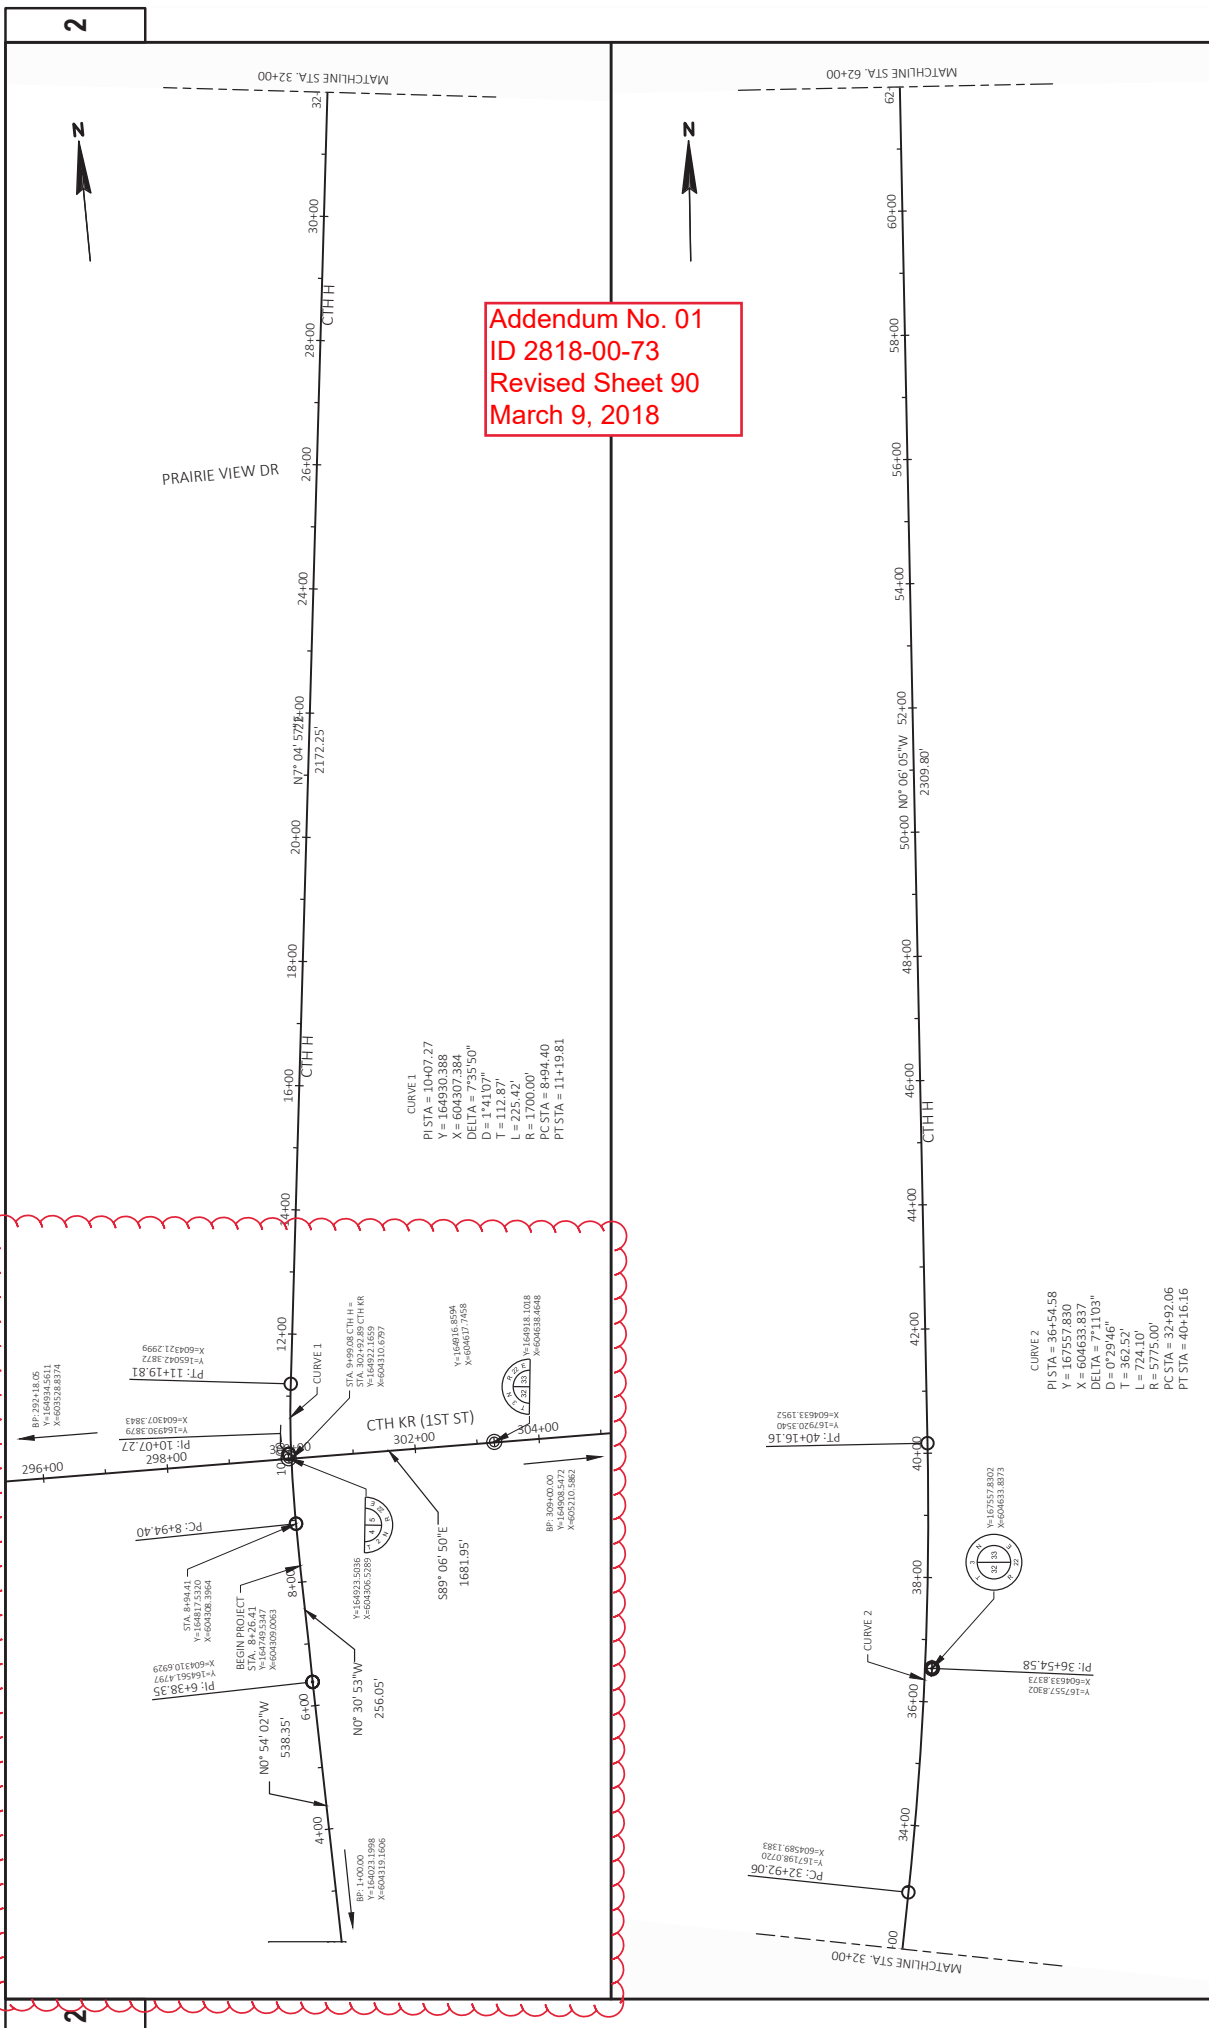 2
MATCHLINE STA. 32+00
32
N
30+00
CTH H
28+00
PRAIRIE VIEW DR
26+00
24+00
22+00
2172.25'
20+00
18+00
CTH H
16+00
14+00
12+00
CURVE 1
PI STA = 10+07.27
Y = 164930.388
X = 604307.384
DELTA = 7°35'50"
D = 1°41'07"
T = 112.87'
L = 225.42'
R = 1700.00'
PC STA = 8+94.40
PT STA = 11+19.81
Addendum No. 01
ID 2818-00-73
Revised Sheet 90
March 9, 2018
BP: 292+18.05
Y=164934.5611
X=603528.8374
PT: 11+19.81
Y=165042.3872
X=604321.2999
PI: 10+07.27
Y=164930.3879
X=604307.3843
CURVE 1
STA. 9+99.08 CTH H =
STA. 302+92.89 CTH KR
Y=164922.1659
X=604310.6797
Y=164916.8594
X=604617.7458
Y=164918.1018
X=604638.4648
T 3 N R 22 E
32 33
296+00
298+00
CTH KR (1ST ST)
302+00
304+00
PC: 8+94.40
STA. 8+94.41
Y=164817.5320
X=604308.3964
BEGIN PROJECT
STA. 8+26.41
Y=164749.5347
X=604309.0063
PI: 6+38.35
Y=164561.4797
X=604310.6929
8+00
6+00
4+00
Y=164923.5036
X=604306.5289
4 5
S89° 06' 50"E
1681.95'
BP: 309+00.00
Y=164908.5472
X=605210.5862
N0° 30' 53"W
256.05'
N0° 54' 02"W
538.35'
BP: 1+00.00
Y=164023.1998
X=604319.1606
MATCHLINE STA. 62+00
62
N
60+00
58+00
56+00
54+00
52+00
N0° 06' 05"W
2309.80'
50+00
48+00
46+00
CTH H
44+00
42+00
40+00
38+00
36+00
34+00
PT: 40+16.16
Y=167920.3540
X=604633.1952
CURVE 2
PI STA = 36+54.58
Y = 167557.830
X = 604633.837
DELTA = 7°11'03"
D = 0°29'46"
T = 362.52'
L = 724.10'
R = 5775.00'
PC STA = 32+92.06
PT STA = 40+16.16
Y=167557.8302
X=604633.8373
T 3 N
32 33
R 22 E
CURVE 2
PI: 36+54.58
X=604633.8373
Y=167557.8302
PC: 32+92.06
Y=167198.0720
X=604589.1383
+00
MATCHLINE STA. 32+00
2